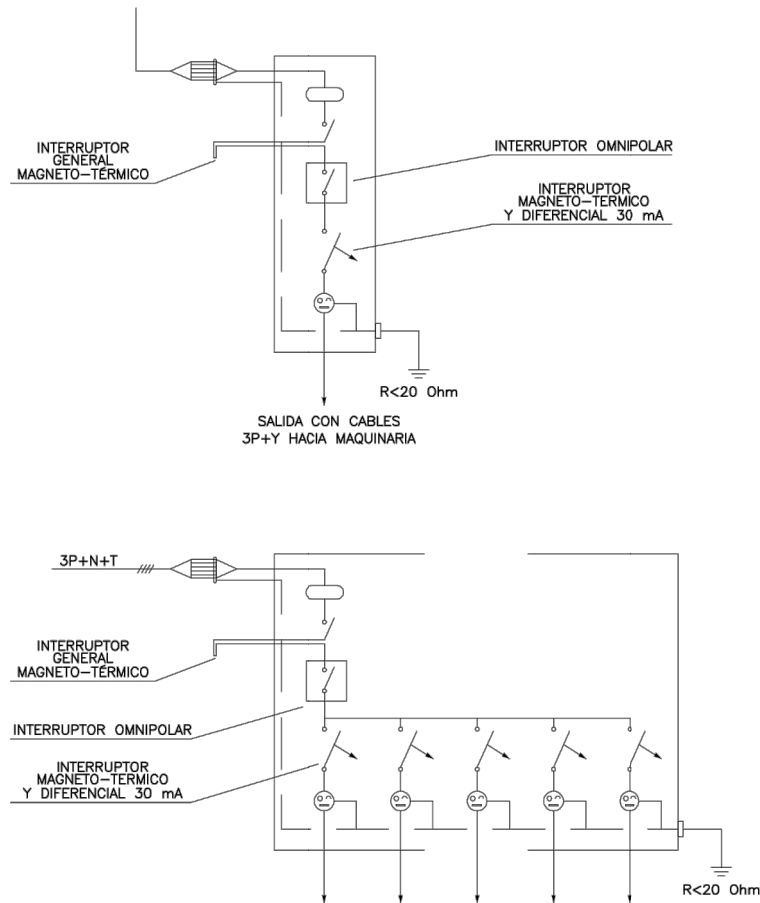 INTERRUPTOR
GENERAL
MAGNETO-TÉRMICO
INTERRUPTOR OMNIPOLAR
INTERRUPTOR
MAGNETO-TERMICO
Y DIFERENCIAL 30 mA
R<20 Ohm
SALIDA CON CABLES
3P+Y HACIA MAQUINARIA
3P+N+T
INTERRUPTOR
GENERAL
MAGNETO-TÉRMICO
INTERRUPTOR OMNIPOLAR
INTERRUPTOR
MAGNETO-TERMICO
Y DIFERENCIAL 30 mA
R<20 Ohm